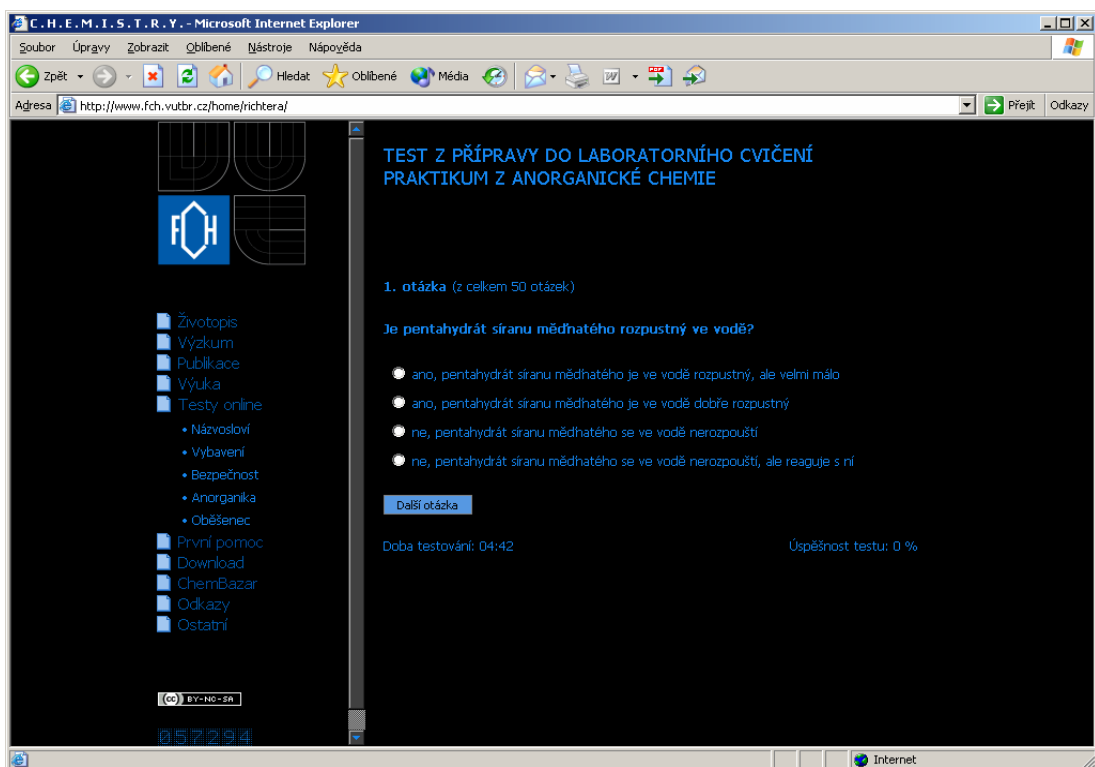 C.H.E.M.I.S.T.R.Y. - Microsoft Internet Explorer
Soubor Úpravy Zobrazit Oblíbené Nástroje Nápověda
Zpět Hledat Oblíbené Média
Adresa http://www.fch.vutbr.cz/home/richtera/ Přejít Odkazy
FCH
Životopis
Výzkum
Publikace
Výuka
Testy online
• Názvosloví
• Vybavení
• Bezpečnost
• Anorganika
• Oběšenec
První pomoc
Download
ChemBazar
Odkazy
Ostatní
(cc) BY-NC-SA
057294
TEST Z PŘÍPRAVY DO LABORATORNÍHO CVIČENÍ
PRAKTIKUM Z ANORGANICKÉ CHEMIE
1. otázka (z celkem 50 otázek)
Je pentahydrát síranu měďnatého rozpustný ve vodě?
ano, pentahydrát síranu měďnatého je ve vodě rozpustný, ale velmi málo
ano, pentahydrát síranu měďnatého je ve vodě dobře rozpustný
ne, pentahydrát síranu měďnatého se ve vodě nerozpouští
ne, pentahydrát síranu měďnatého se ve vodě nerozpouští, ale reaguje s ní
Další otázka
Doba testování: 04:42 Úspěšnost testu: 0 %
Internet